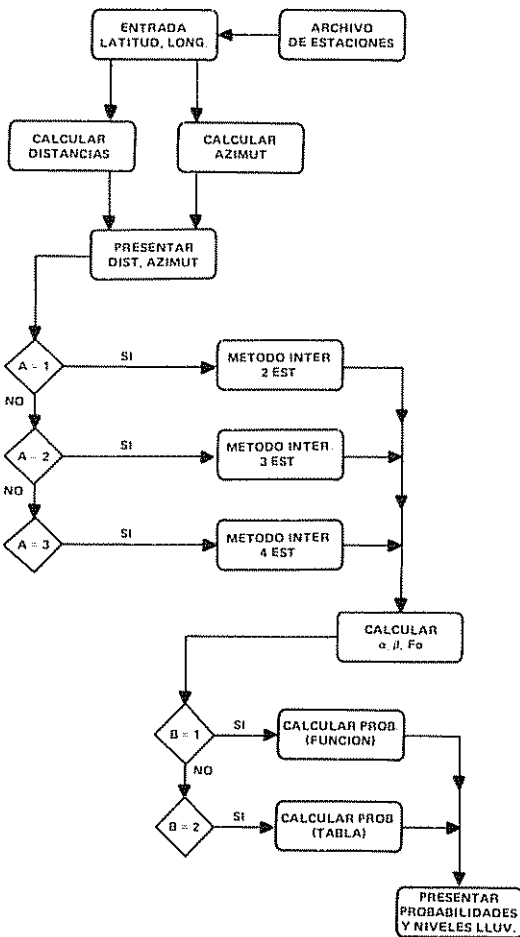 ENTRADA
LATITUD, LONG.
ARCHIVO
DE ESTACIONES
CALCULAR
DISTANCIAS
CALCULAR
AZIMUT
PRESENTAR
DIST, AZIMUT
A = 1
SI
METODO INTER
2 EST
NO
A = 2
SI
METODO INTER.
3 EST
NO
A = 3
SI
METODO INTER
4 EST
CALCULAR
α, β, Fo
B = 1
SI
CALCULAR PROB.
(FUNCION)
NO
B = 2
SI
CALCULAR PROB
(TABLA)
PRESENTAR
PROBABILIDADES
Y NIVELES LLUV.